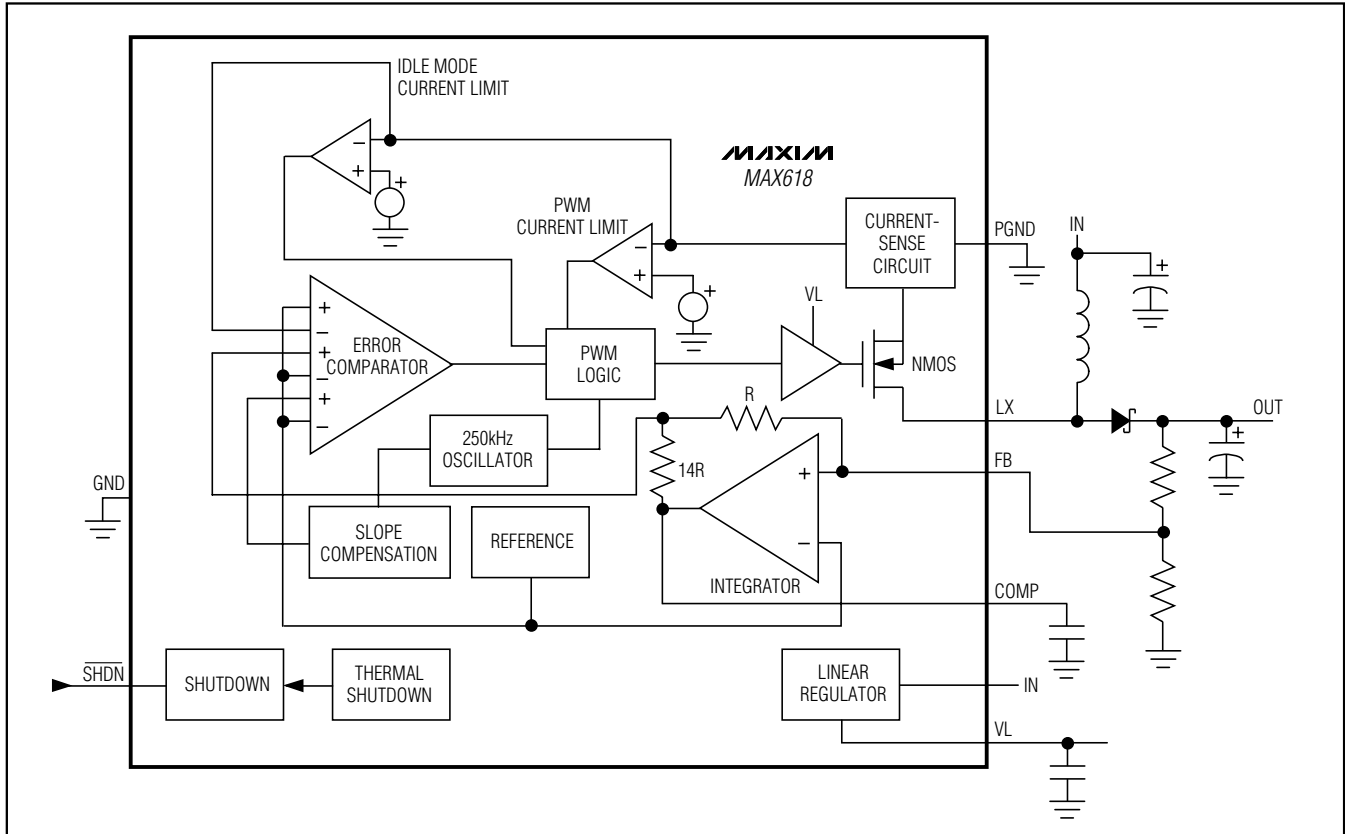 IDLE MODE
CURRENT LIMIT
−
+
+
MAXIM
MAX618
PWM
CURRENT LIMIT
−
+
+
CURRENT-
SENSE
CIRCUIT
PGND
IN
+
VL
+
−
+
−
+
−
ERROR
COMPARATOR
PWM
LOGIC
NMOS
LX
OUT
+
R
14R
250kHz
OSCILLATOR
+
−
INTEGRATOR
FB
GND
SLOPE
COMPENSATION
REFERENCE
COMP
SHDN
SHUTDOWN
THERMAL
SHUTDOWN
LINEAR
REGULATOR
IN
VL